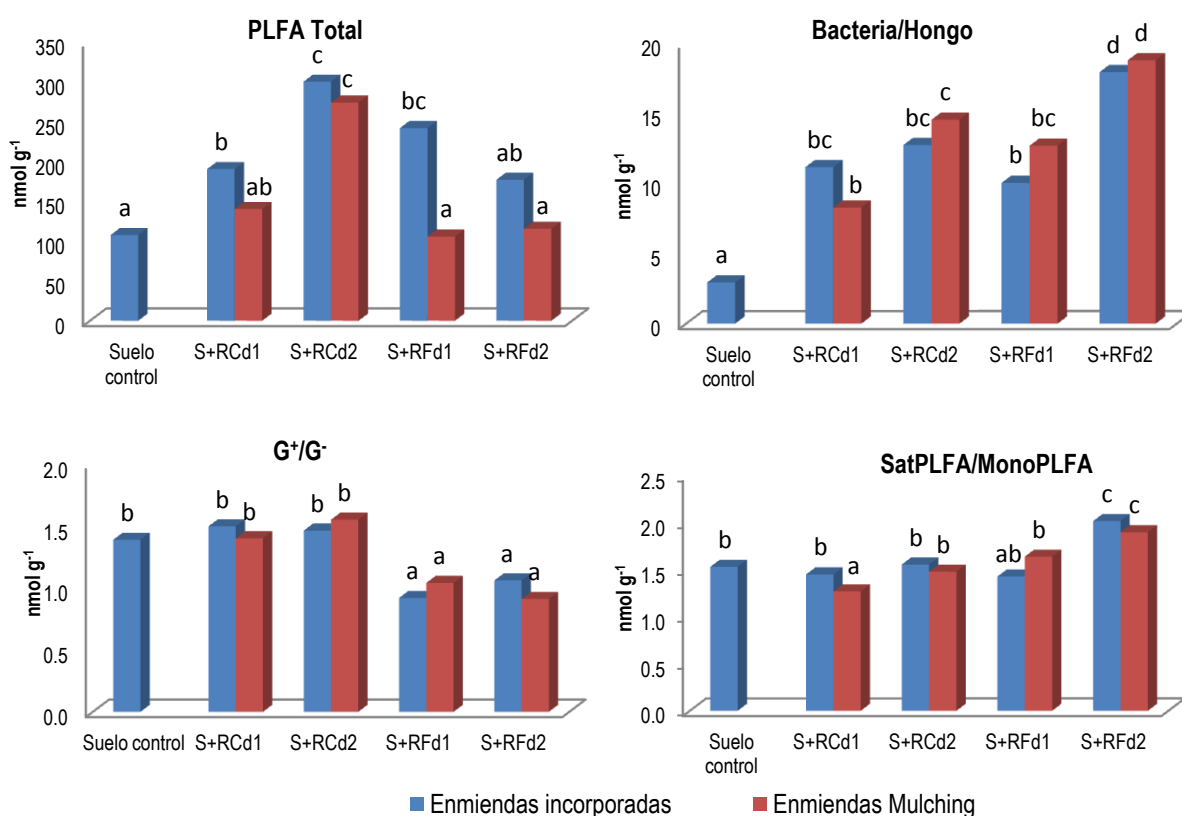 PLFA Total
350
300
250
200
150
100
50
0
nmol g-1
a
b
ab
c
c
bc
a
ab
a
Suelo control
S+RCd1
S+RCd2
S+RFd1
S+RFd2
Bacteria/Hongo
20
15
10
5
0
nmol g-1
a
bc
b
bc
c
b
bc
d
d
Suelo control
S+RCd1
S+RCd2
S+RFd1
S+RFd2
G+/G-
2.0
1.5
1.0
0.5
0.0
nmol g-1
b
b
b
b
b
a
a
a
a
Suelo control
S+RCd1
S+RCd2
S+RFd1
S+RFd2
SatPLFA/MonoPLFA
2.5
2.0
1.5
1.0
0.5
0.0
nmol g-1
b
b
a
b
b
ab
b
c
c
Suelo control
S+RCd1
S+RCd2
S+RFd1
S+RFd2
Enmiendas incorporadas
Enmiendas Mulching